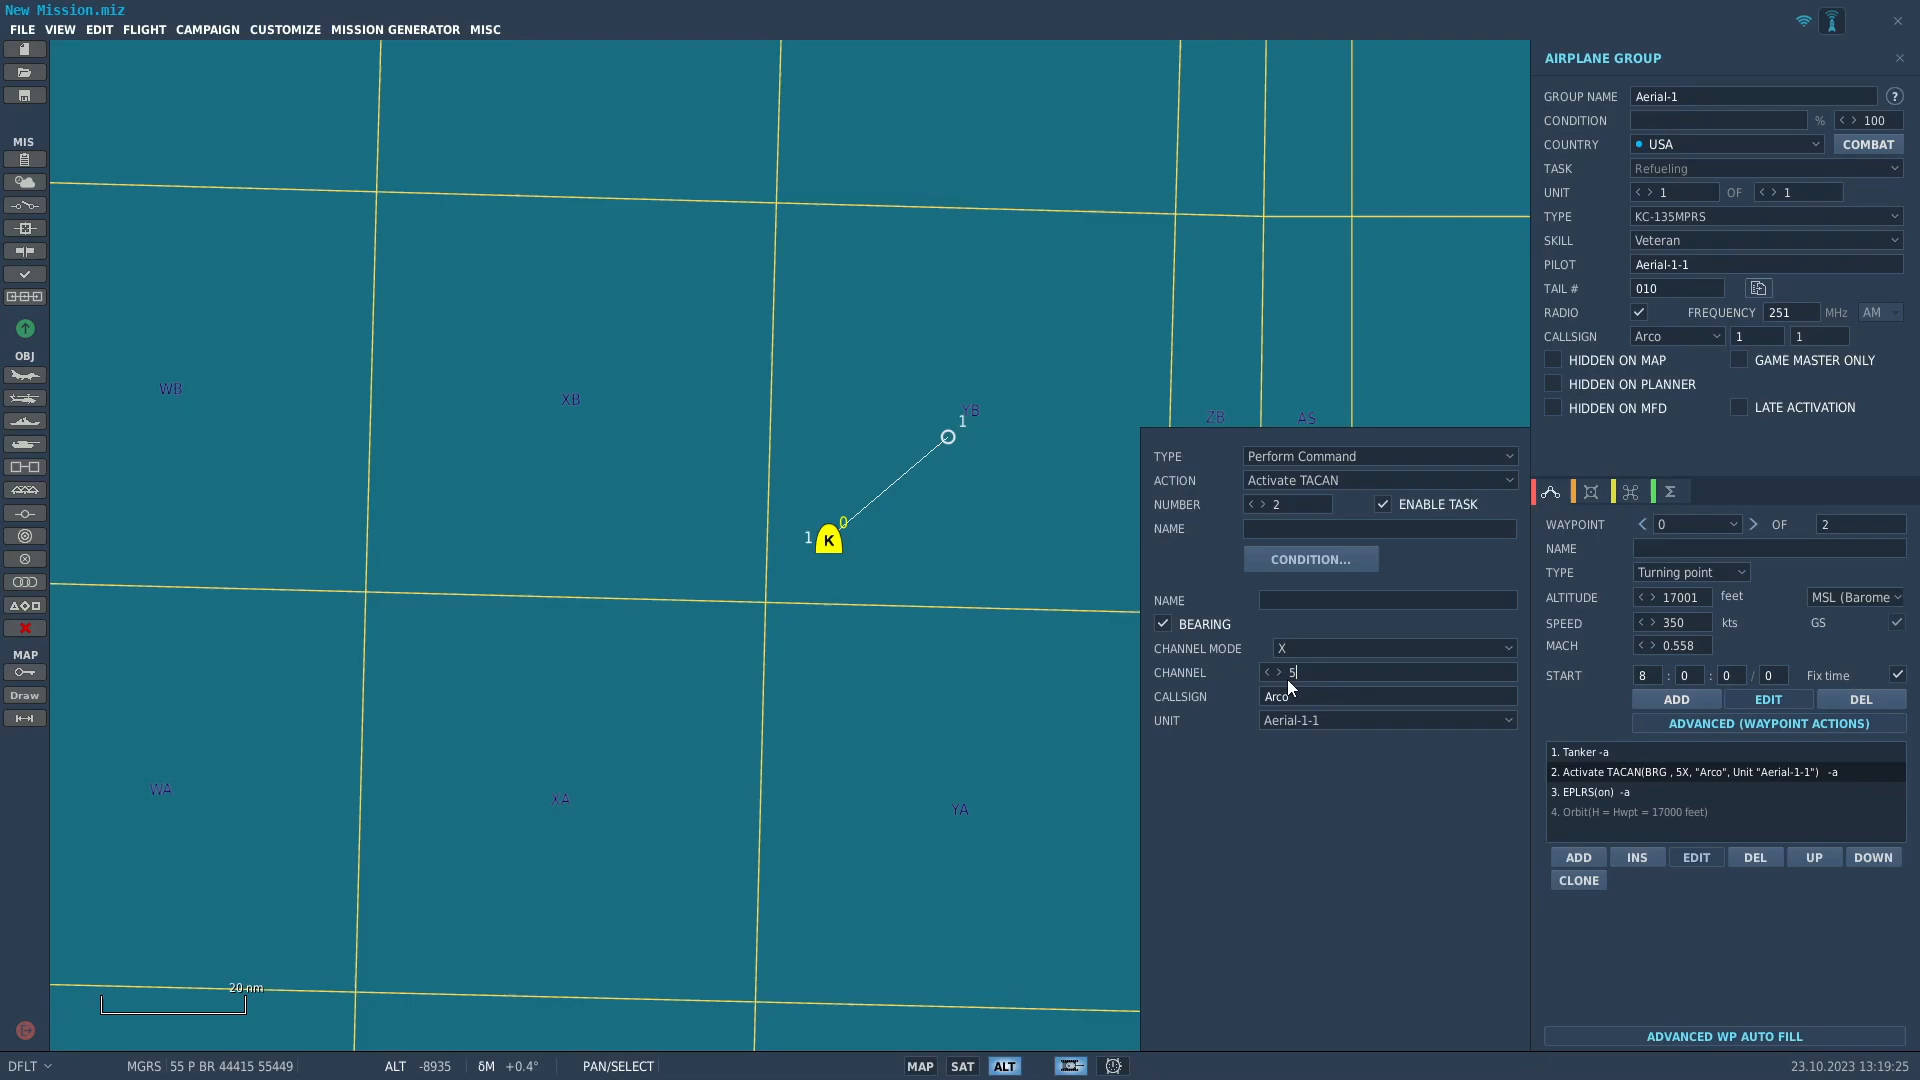 New Mission.miz
FILE VIEW EDIT FLIGHT CAMPAIGN CUSTOMIZE MISSION GENERATOR MISC
MIS
OBJ
MAP
Draw
WB
XB
YB
1
ZB
AS
0
1
K
WA
XA
YA
20 nm
TYPE Perform Command
ACTION Activate TACAN
NUMBER < > 2 ENABLE TASK
NAME
CONDITION...
NAME
BEARING
CHANNEL MODE X
CHANNEL < > 5
CALLSIGN Arco
UNIT Aerial-1-1
AIRPLANE GROUP
GROUP NAME Aerial-1 ?
CONDITION % < > 100
COUNTRY USA COMBAT
TASK Refueling
UNIT < > 1 OF < > 1
TYPE KC-135MPRS
SKILL Veteran
PILOT Aerial-1-1
TAIL # 010
RADIO FREQUENCY 251 MHz AM
CALLSIGN Arco 1 1
HIDDEN ON MAP GAME MASTER ONLY
HIDDEN ON PLANNER
HIDDEN ON MFD LATE ACTIVATION
WAYPOINT < 0 > OF 2
NAME
TYPE Turning point
ALTITUDE < > 17001 feet MSL (Barome
SPEED < > 350 kts GS
MACH < > 0.558
START 8 : 0 : 0 / 0 Fix time
ADD EDIT DEL
ADVANCED (WAYPOINT ACTIONS)
1. Tanker -a
2. Activate TACAN(BRG , 5X, "Arco", Unit "Aerial-1-1") -a
3. EPLRS(on) -a
4. Orbit(H = Hwpt = 17000 feet)
ADD INS EDIT DEL UP DOWN
CLONE
ADVANCED WP AUTO FILL
DFLT MGRS 55 P BR 44415 55449 ALT -8935 δM +0.4° PAN/SELECT MAP SAT ALT 23.10.2023 13:19:25